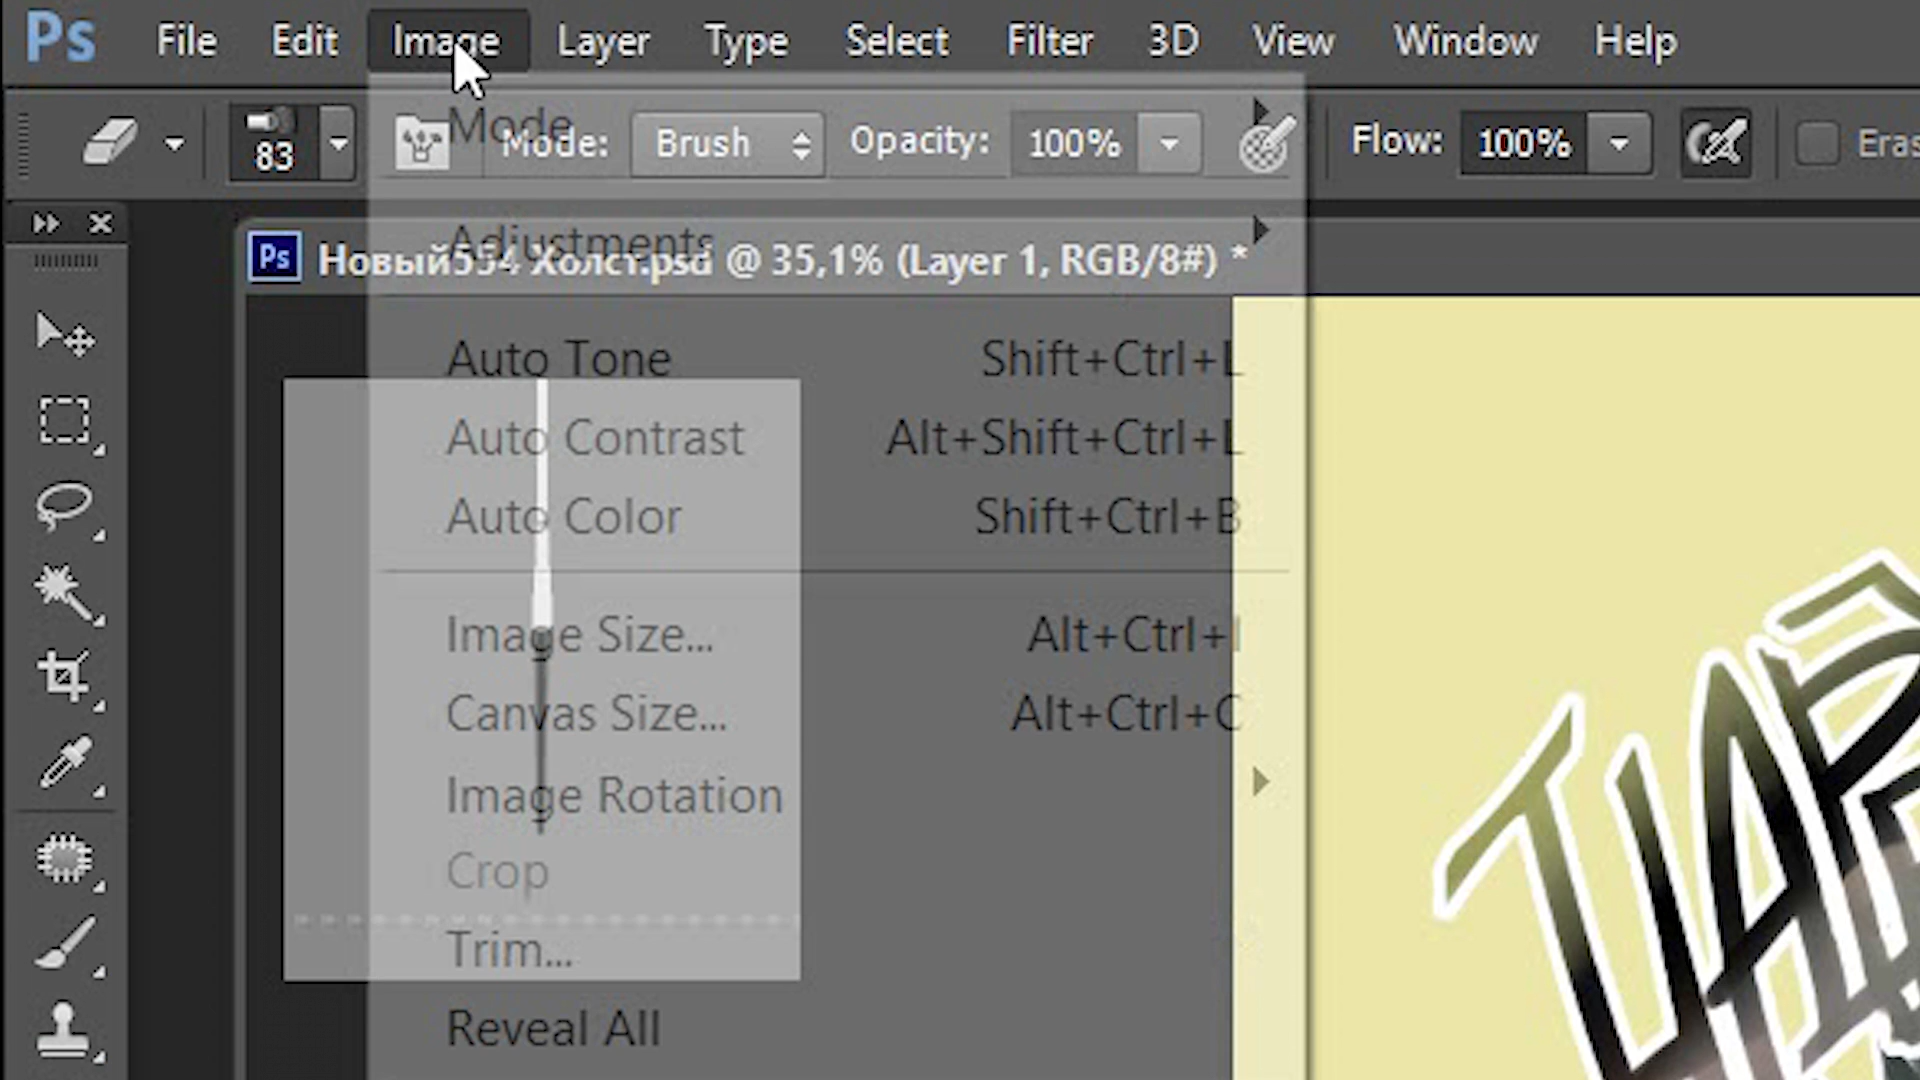 Ps File Edit Image Layer Type Select Filter 3D View Window Help
83 Mode: Brush Opacity: 100% Flow: 100% Eras
Mode
Ps Новый554 Холст.psd @ 35,1% (Layer 1, RGB/8#) *
Adjustments
Auto Tone Shift+Ctrl+L
Auto Contrast Alt+Shift+Ctrl+L
Auto Color Shift+Ctrl+B
Image Size... Alt+Ctrl+I
Canvas Size... Alt+Ctrl+C
Image Rotation
Crop
Trim...
Reveal All